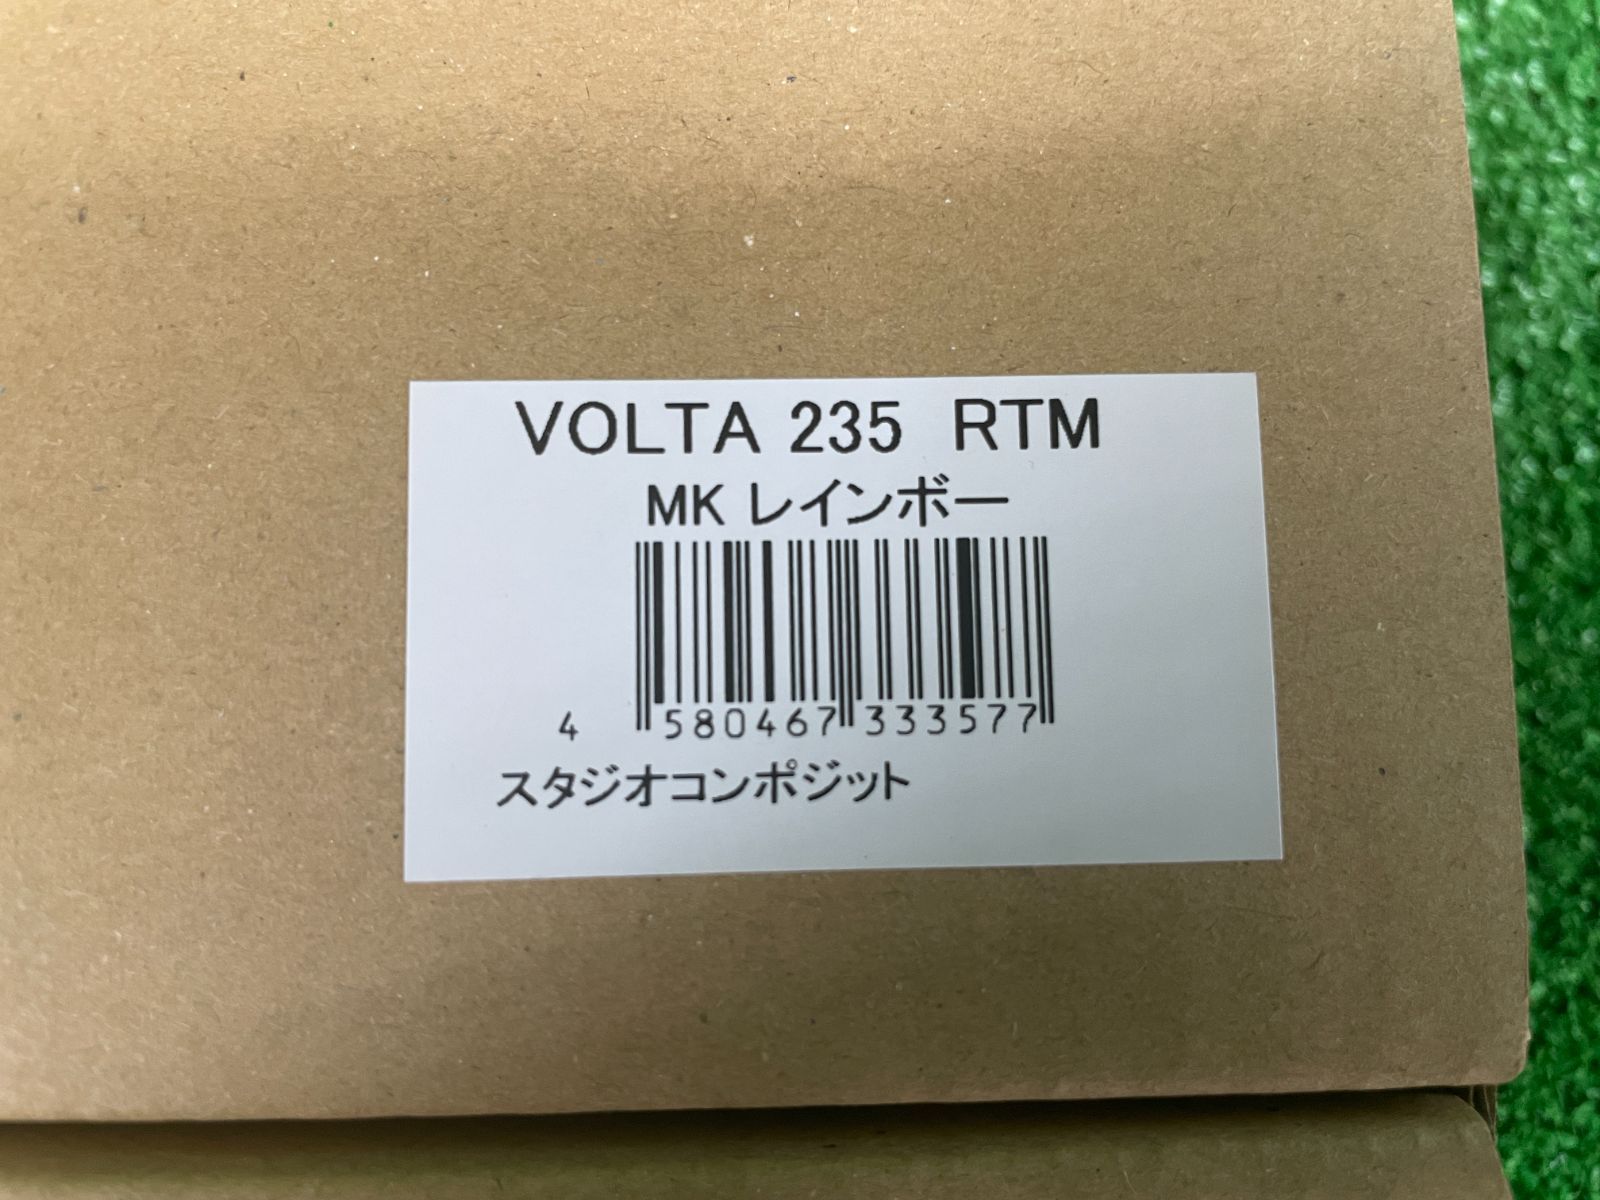 VOLTA 235 RTM
MK レインボー
4 580467 333577
スタジオコンポジット